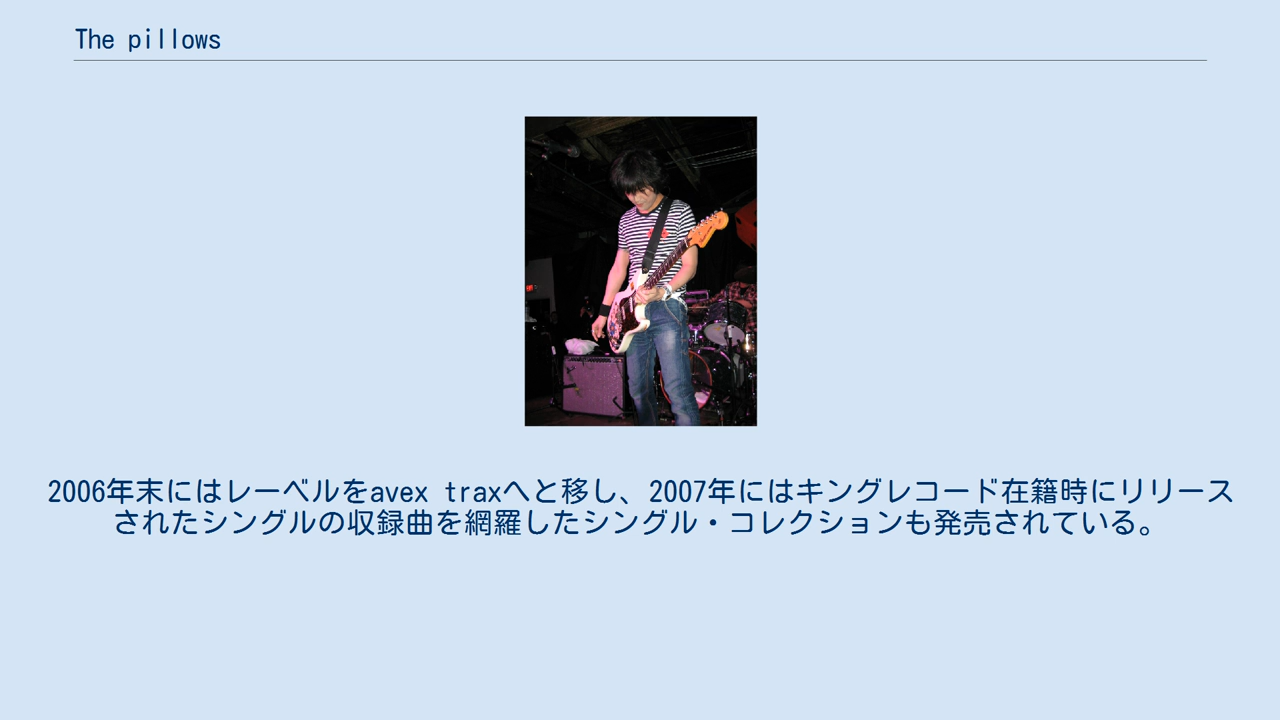 The pillows
2006年末にはレーベルをavex traxへと移し、2007年にはキングレコード在籍時にリリース
されたシングルの収録曲を網羅したシングル・コレクションも発売されている。